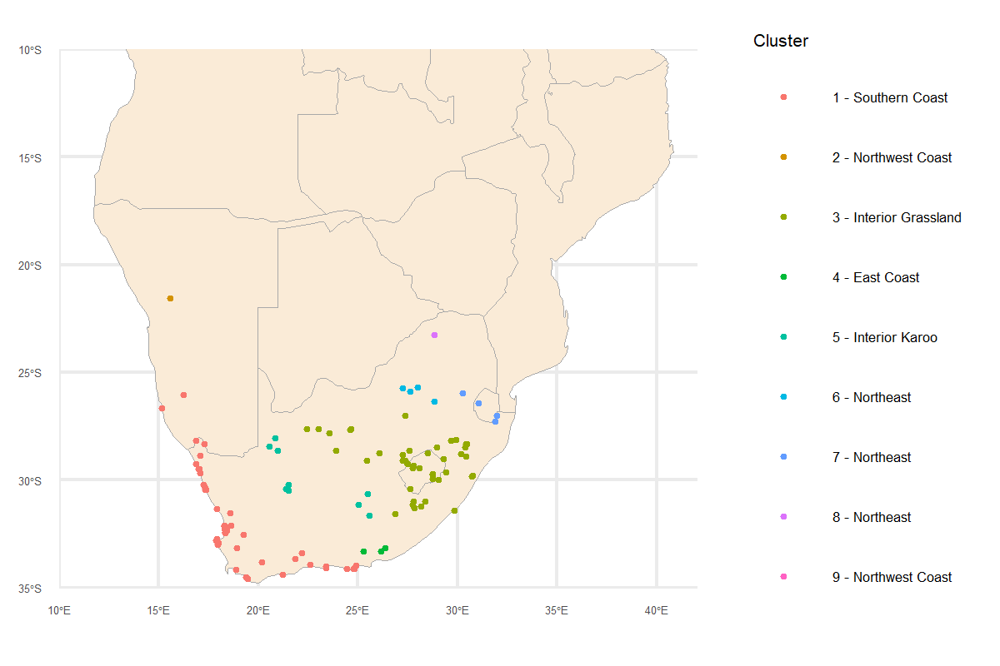 Cluster
1 - Southern Coast
2 - Northwest Coast
3 - Interior Grassland
4 - East Coast
5 - Interior Karoo
6 - Northeast
7 - Northeast
8 - Northeast
9 - Northwest Coast
10°S
15°S
20°S
25°S
30°S
35°S
10°E
15°E
20°E
25°E
30°E
35°E
40°E